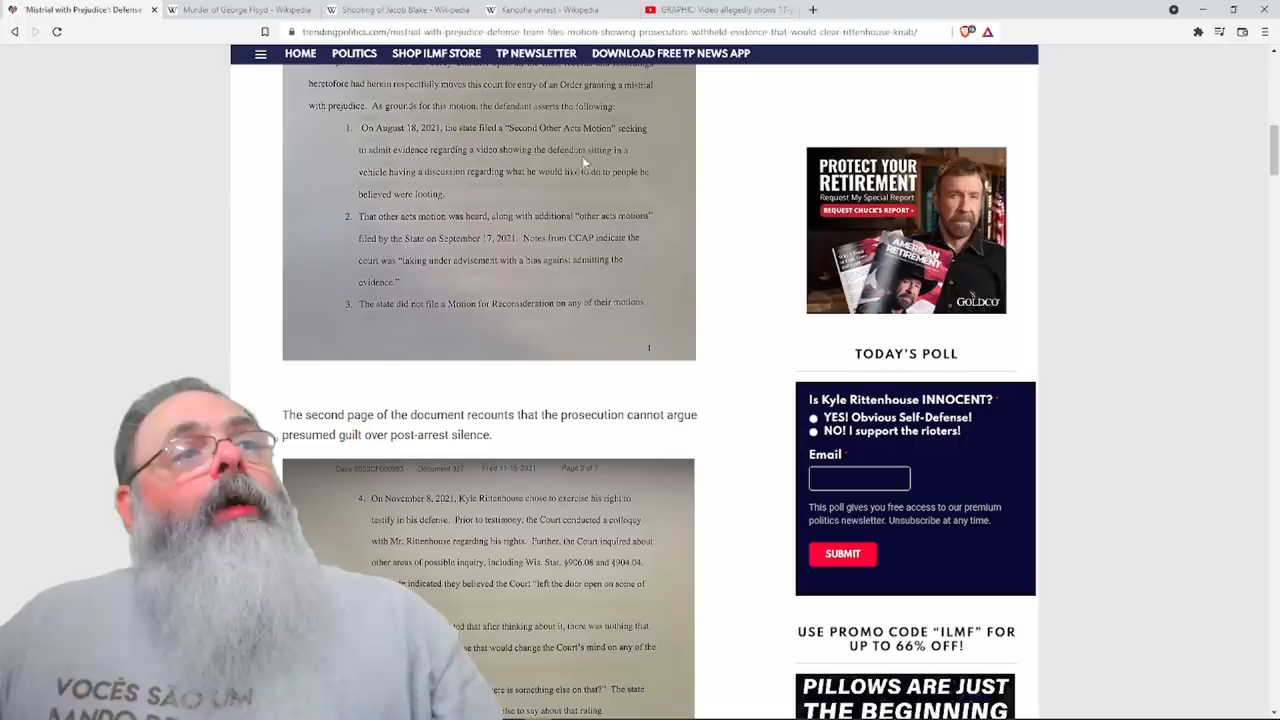 'Mistrial with Prejudice': Defense
Murder of George Floyd - Wikipedia
Shooting of Jacob Blake - Wikipedia
Kenosha unrest - Wikipedia
GRAPHIC: Video allegedly shows 17-
trendingpolitics.com/mistrial-with-prejudice-defense-team-files-motion-showing-prosecutors-withheld-evidence-that-would-clear-rittenhouse-knab/
HOME POLITICS SHOP ILMF STORE TP NEWSLETTER DOWNLOAD FREE TP NEWS APP
heretofore had herein respectfully moves this court for entry of an Order granting a mistrial
with prejudice. As grounds for this motion, the defendant asserts the following:
1. On August 18, 2021, the state filed a "Second Other Acts Motion" seeking
to admit evidence regarding a video showing the defendant sitting in a
vehicle having a discussion regarding what he would like to do to people he
believed were looting.
2. That other acts motion was heard, along with additional "other acts motions"
filed by the State on September 17, 2021. Notes from CCAP indicate the
court was "taking under advisement with a bias against admitting the
evidence."
3. The state did not file a Motion for Reconsideration on any of their motions.
1
The second page of the document recounts that the prosecution cannot argue
presumed guilt over post-arrest silence.
Document 327 Filed 11-15-2021 Page 2 of 7
4. On November 8, 2021, Kyle Rittenhouse chose to exercise his right to
testify in his defense. Prior to testimony, the Court conducted a colloquy
with Mr. Rittenhouse regarding his rights. Further, the Court inquired about
other areas of possible inquiry, including Wis. Stat. §906.08 and §904.04.
indicated they believed the Court "left the door open on some of
that after thinking about it, there was nothing that
that would change the Court's mind on any of the
is something else on that?" The state
else to say about that ruling
PROTECT YOUR
RETIREMENT
Request My Special Report
REQUEST CHUCK'S REPORT
AMERICAN
RETIREMENT
GOLDCO
TODAY'S POLL
Is Kyle Rittenhouse INNOCENT? *
YES! Obvious Self-Defense!
NO! I support the rioters!
Email *
This poll gives you free access to our premium
politics newsletter. Unsubscribe at any time.
SUBMIT
USE PROMO CODE "ILMF" FOR
UP TO 66% OFF!
PILLOWS ARE JUST
THE BEGINNING